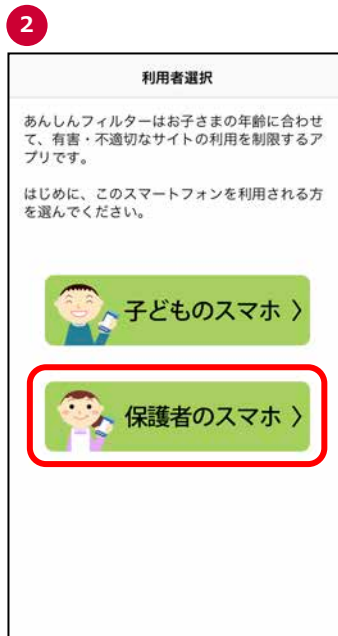 2
利用者選択
あんしんフィルターはお子さまの年齢に合わせ
て、有害・不適切なサイトの利用を制限するア
プリです。
はじめに、このスマートフォンを利用される方
を選んでください。
子どものスマホ 〉
保護者のスマホ 〉